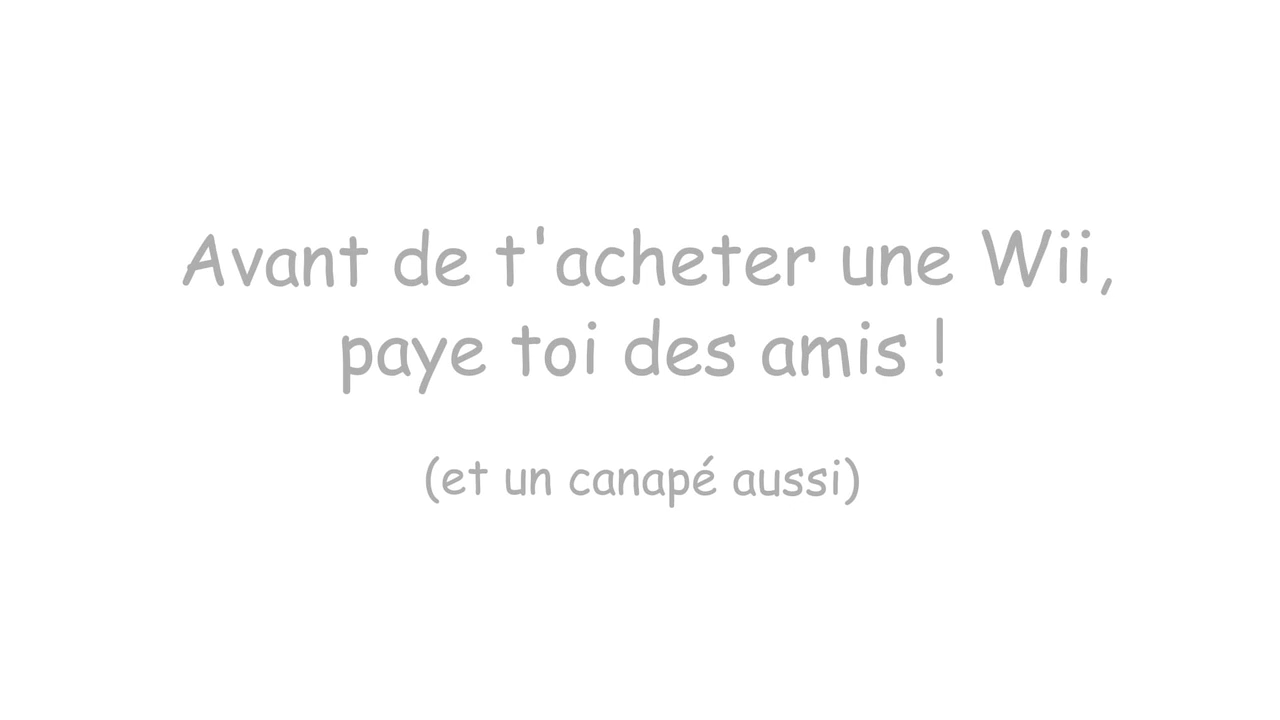 Avant de t'acheter une Wii,
paye toi des amis !
(et un canapé aussi)